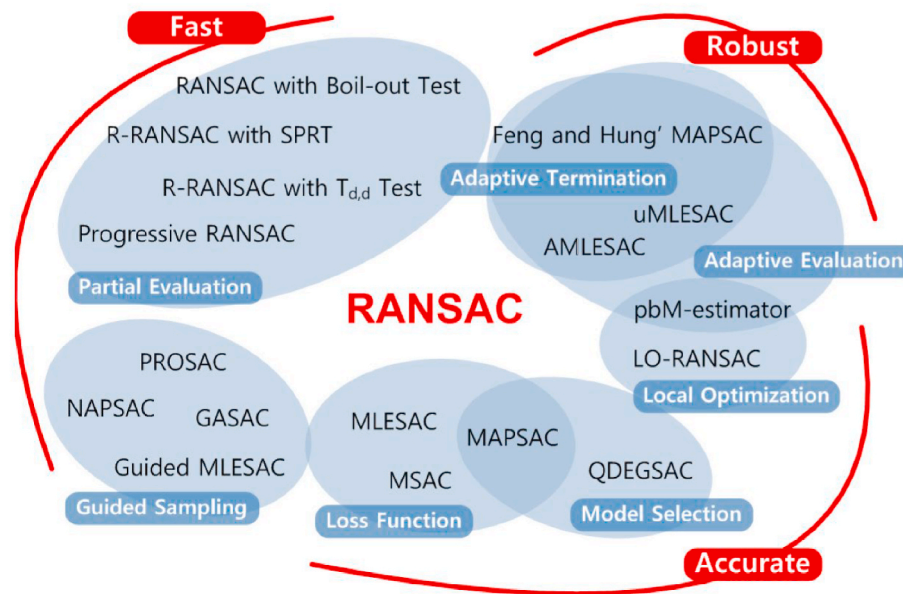 Fast
Robust
RANSAC with Boil-out Test
R-RANSAC with SPRT
R-RANSAC with Td,d Test
Progressive RANSAC
Partial Evaluation
Feng and Hung’ MAPSAC
Adaptive Termination
uMLESAC
AMLESAC
Adaptive Evaluation
RANSAC
pbM-estimator
LO-RANSAC
Local Optimization
PROSAC
NAPSAC
GASAC
Guided MLESAC
Guided Sampling
MLESAC
MAPSAC
MSAC
Loss Function
QDEGSAC
Model Selection
Accurate